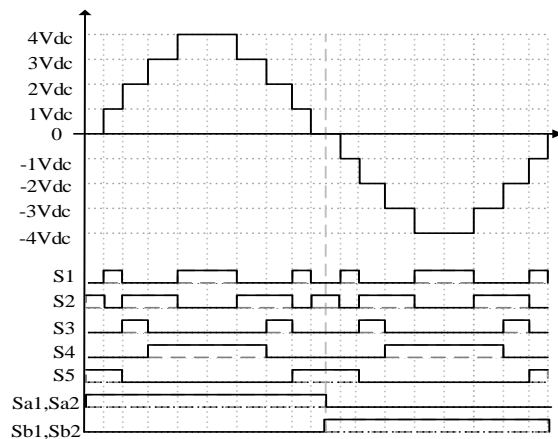 4Vdc
3Vdc
2Vdc
1Vdc
0
-1Vdc
-2Vdc
-3Vdc
-4Vdc
S1
S2
S3
S4
S5
Sa1,Sa2
Sb1,Sb2